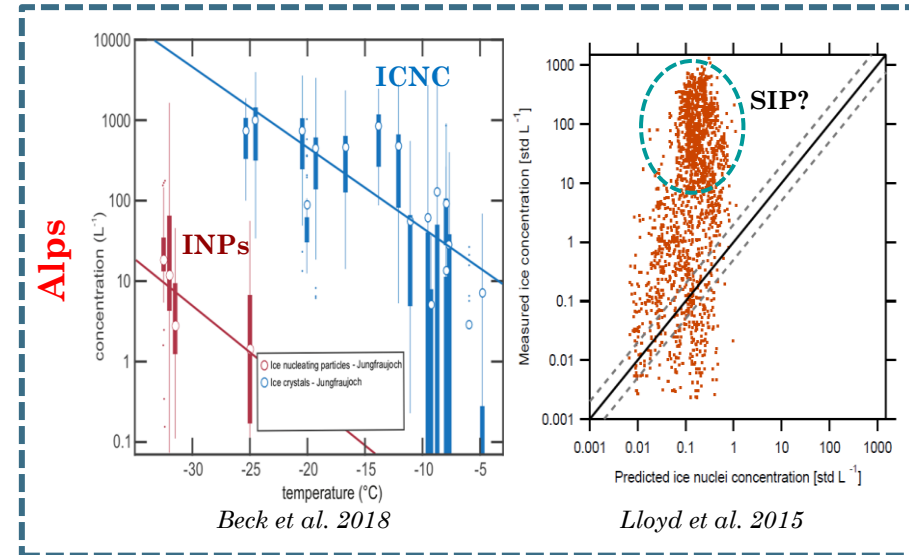 Alps
10000
1000
100
10
1
0.1
concentration (L⁻¹)
ICNC
INPs
Ice nucleating particles - Jungfraujoch
Ice crystals - Jungfraujoch
-30
-25
-20
-15
-10
-5
temperature (°C)
Beck et al. 2018
Measured ice concentration [std L ⁻¹]
1000
100
10
1
0.1
0.01
0.001
SIP?
0.001
0.01
0.1
1
10
100
1000
Predicted ice nuclei concentration [std L ⁻¹]
Lloyd et al. 2015